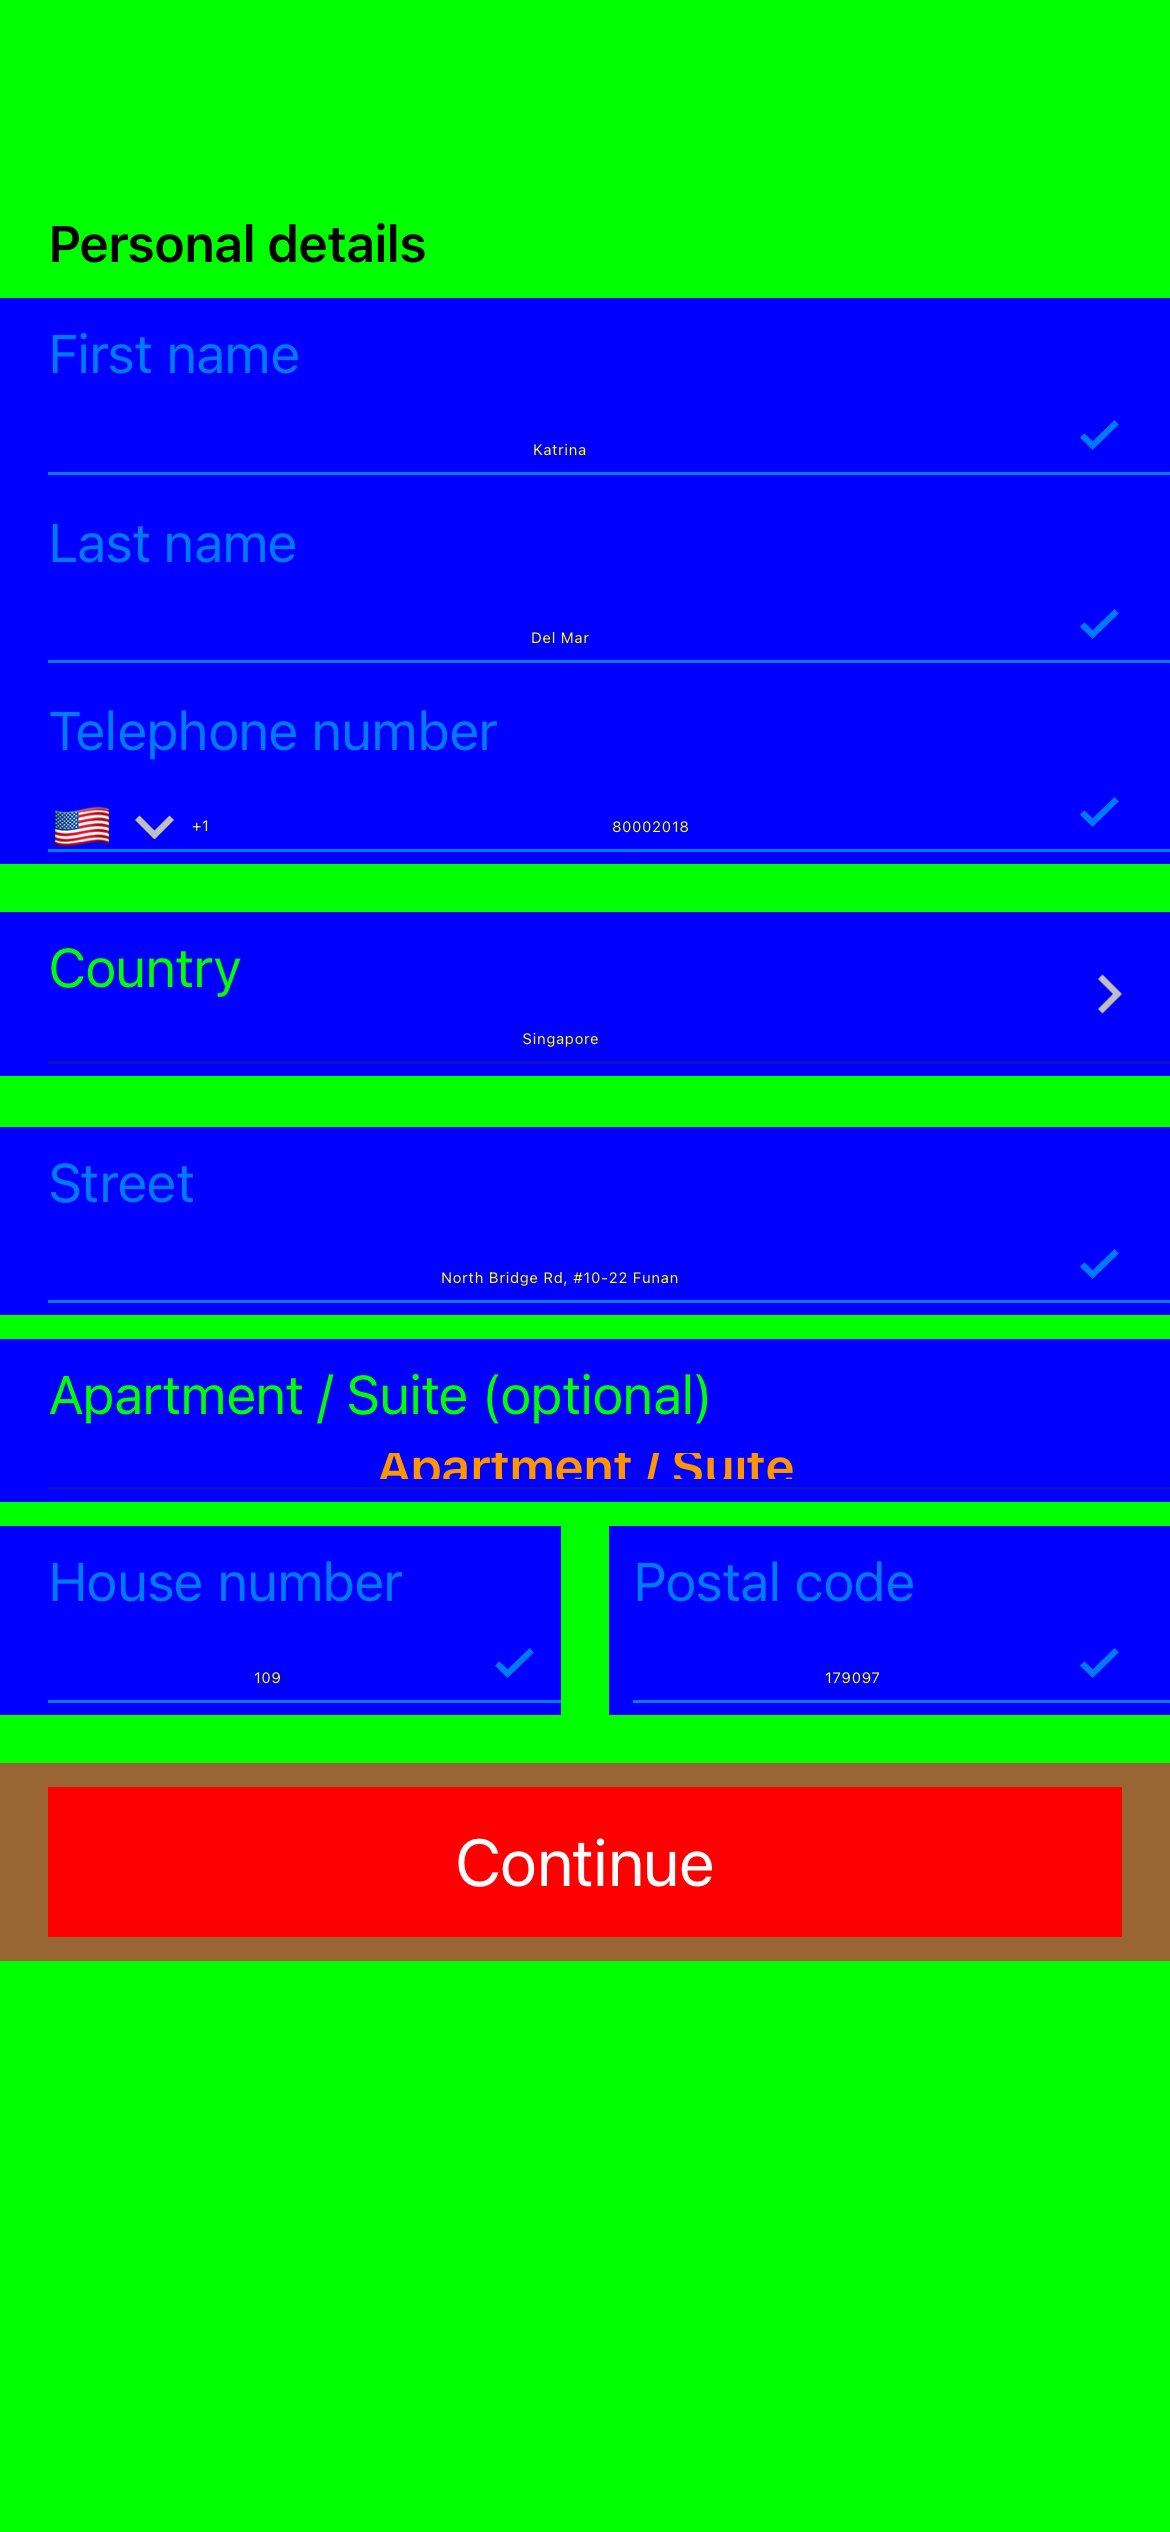 Personal details
First name
Katrina
Last name
Del Mar
Telephone number
+1 80002018
Country
Singapore
Street
North Bridge Rd, #10-22 Funan
Apartment / Suite (optional)
Apartment / Suite
House number
109
Postal code
179097
Continue